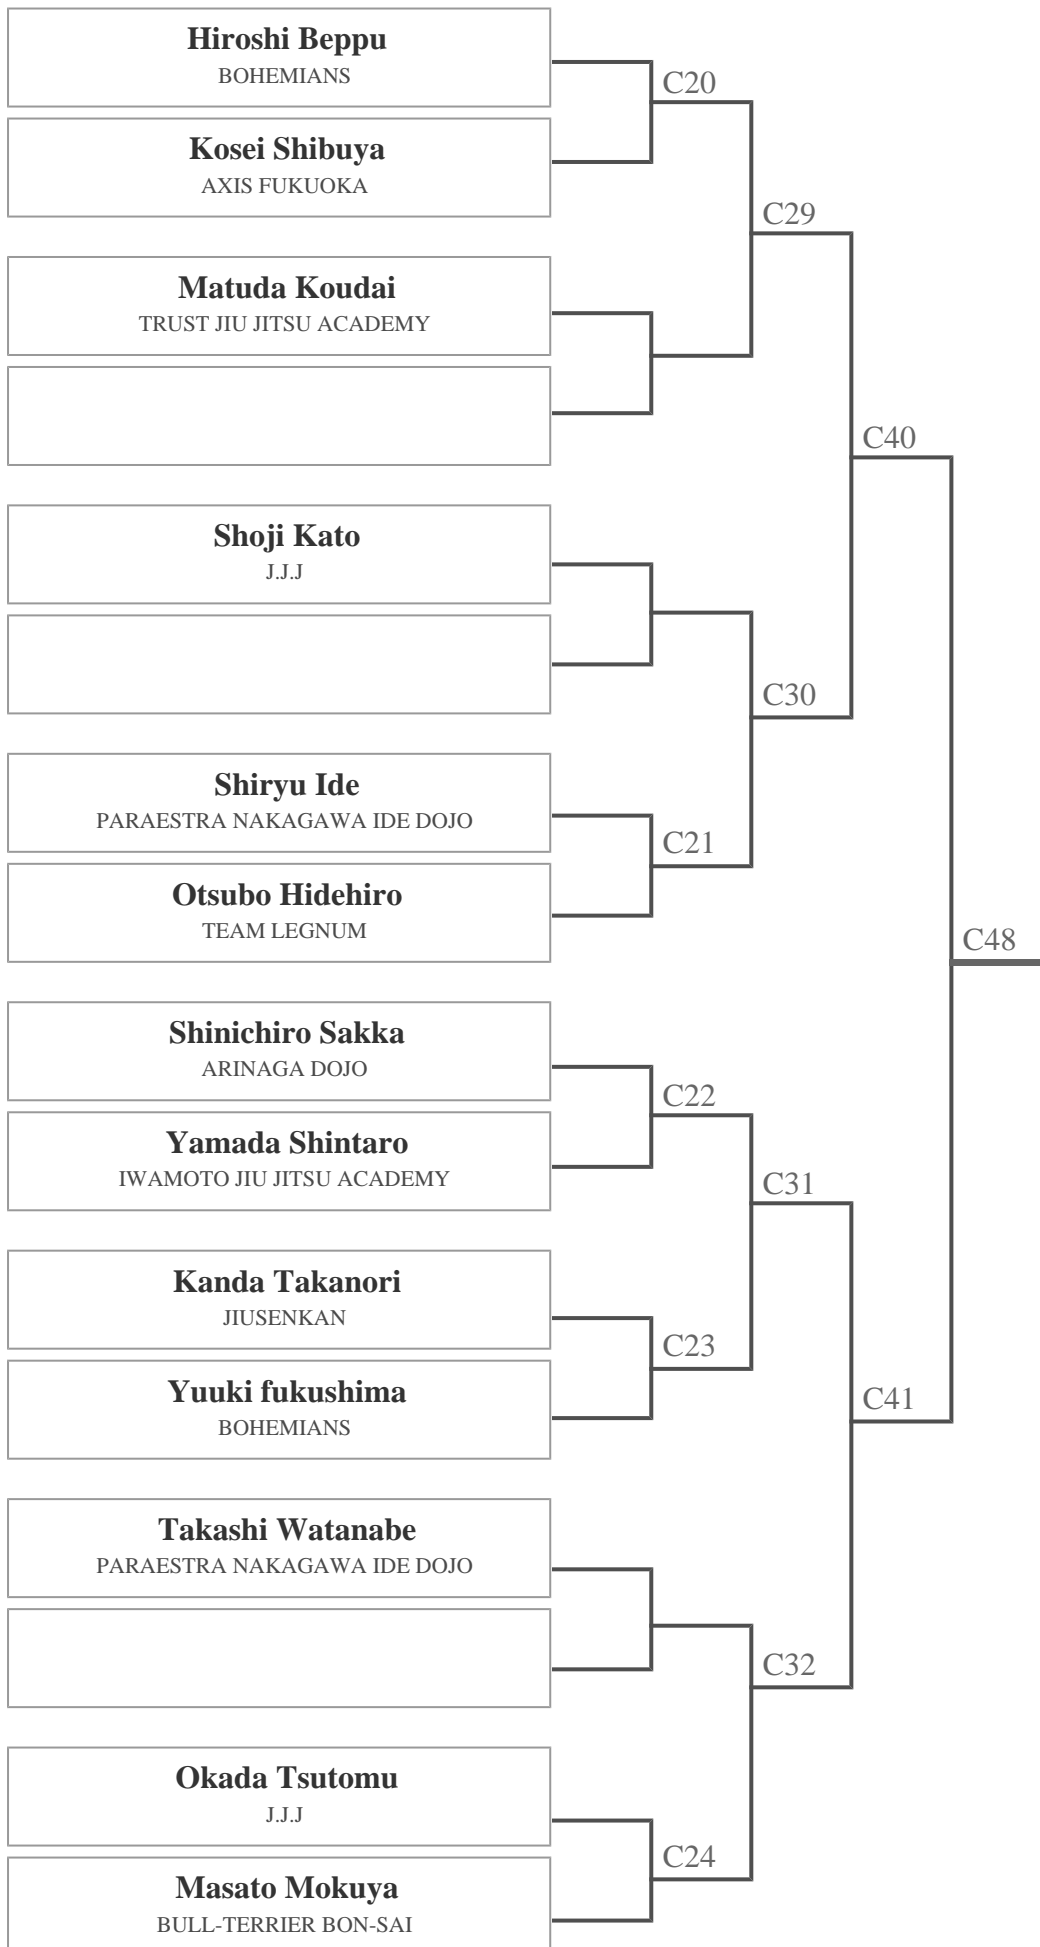 Hiroshi Beppu
BOHEMIANS
C20
Kosei Shibuya
AXIS FUKUOKA
C29
Matuda Koudai
TRUST JIU JITSU ACADEMY
C40
Shoji Kato
J.J.J
C30
Shiryu Ide
PARAESTRA NAKAGAWA IDE DOJO
C21
Otsubo Hidehiro
TEAM LEGNUM
C48
Shinichiro Sakka
ARINAGA DOJO
C22
Yamada Shintaro
IWAMOTO JIU JITSU ACADEMY
C31
Kanda Takanori
JIUSENKAN
C23
Yuuki fukushima
BOHEMIANS
C41
Takashi Watanabe
PARAESTRA NAKAGAWA IDE DOJO
C32
Okada Tsutomu
J.J.J
C24
Masato Mokuya
BULL-TERRIER BON-SAI